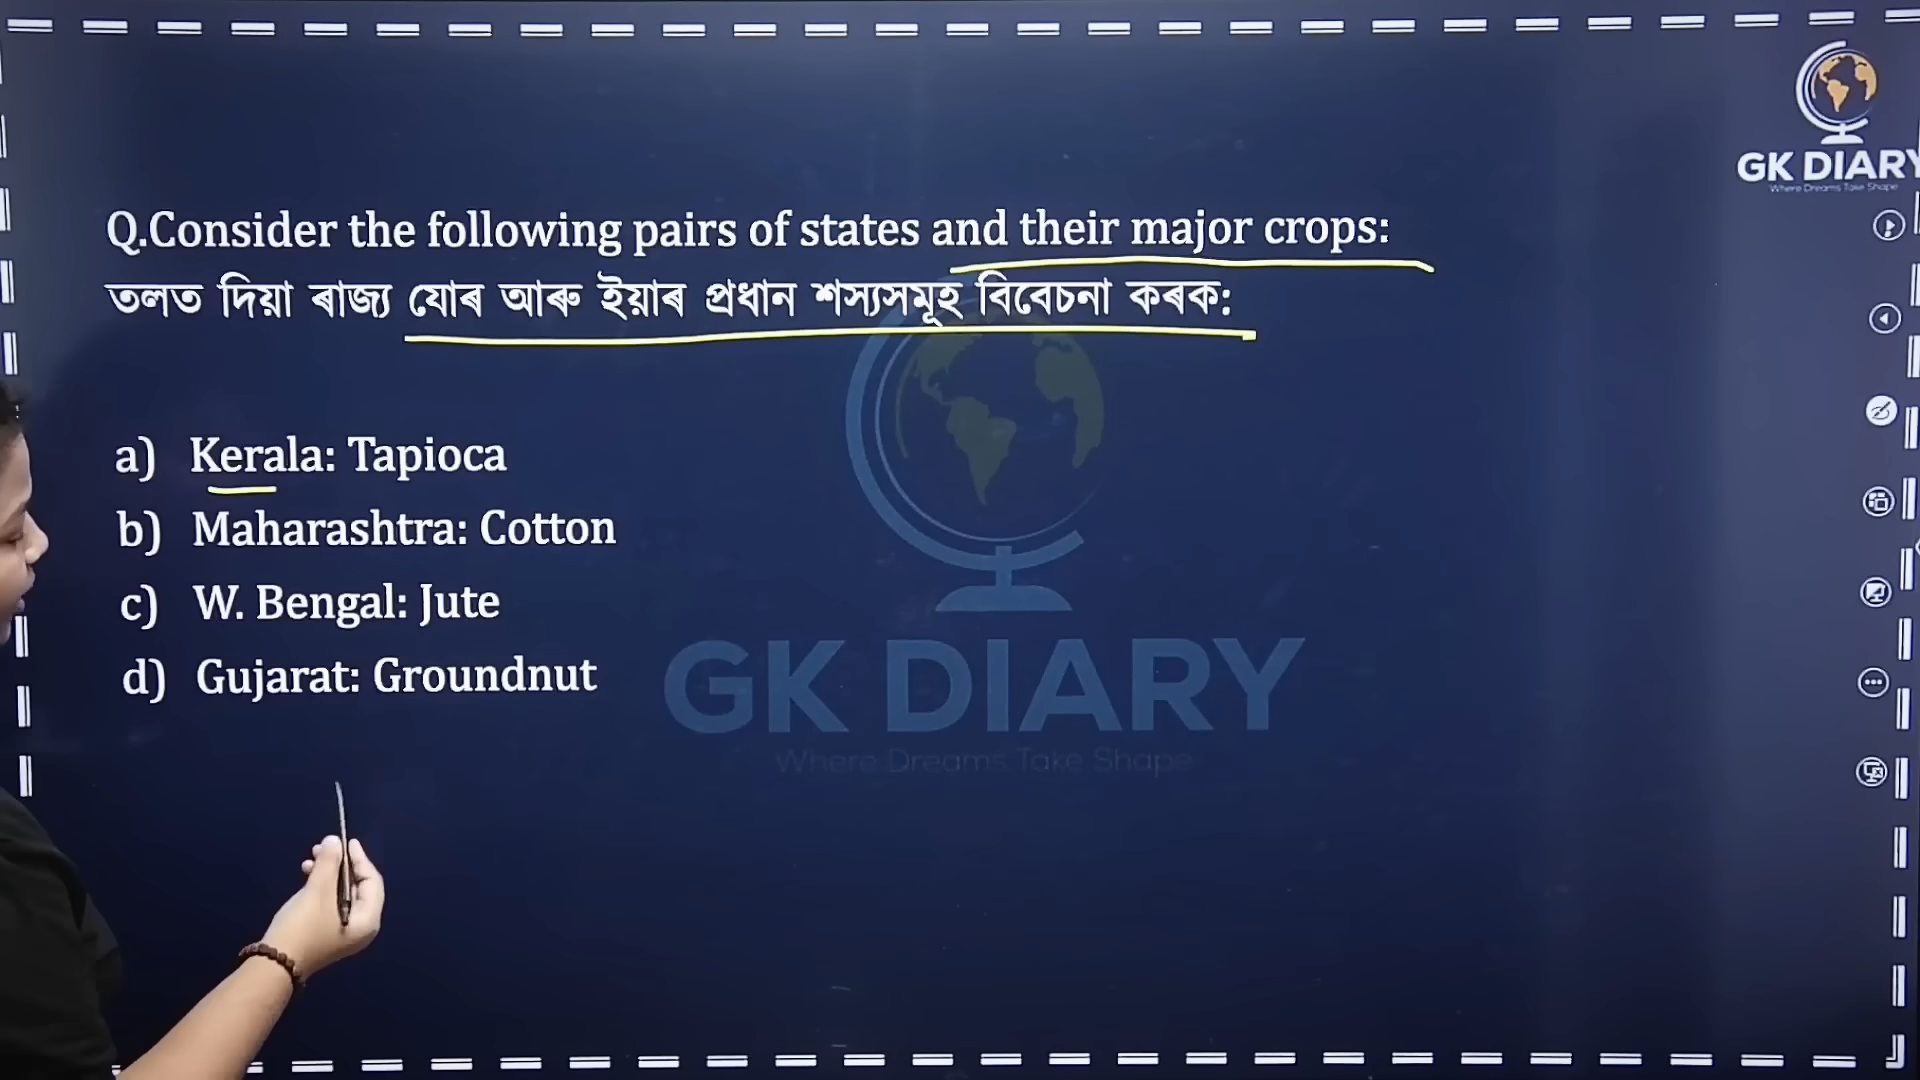 GK DIARY
Where Dreams Take Shape
Q.Consider the following pairs of states and their major crops:
তলত দিয়া ৰাজ্য যোৰ আৰু ইয়াৰ প্ৰধান শস্যসমূহ বিবেচনা কৰক:
a) Kerala: Tapioca
b) Maharashtra: Cotton
c) W. Bengal: Jute
d) Gujarat: Groundnut
GK DIARY
Where Dreams Take Shape